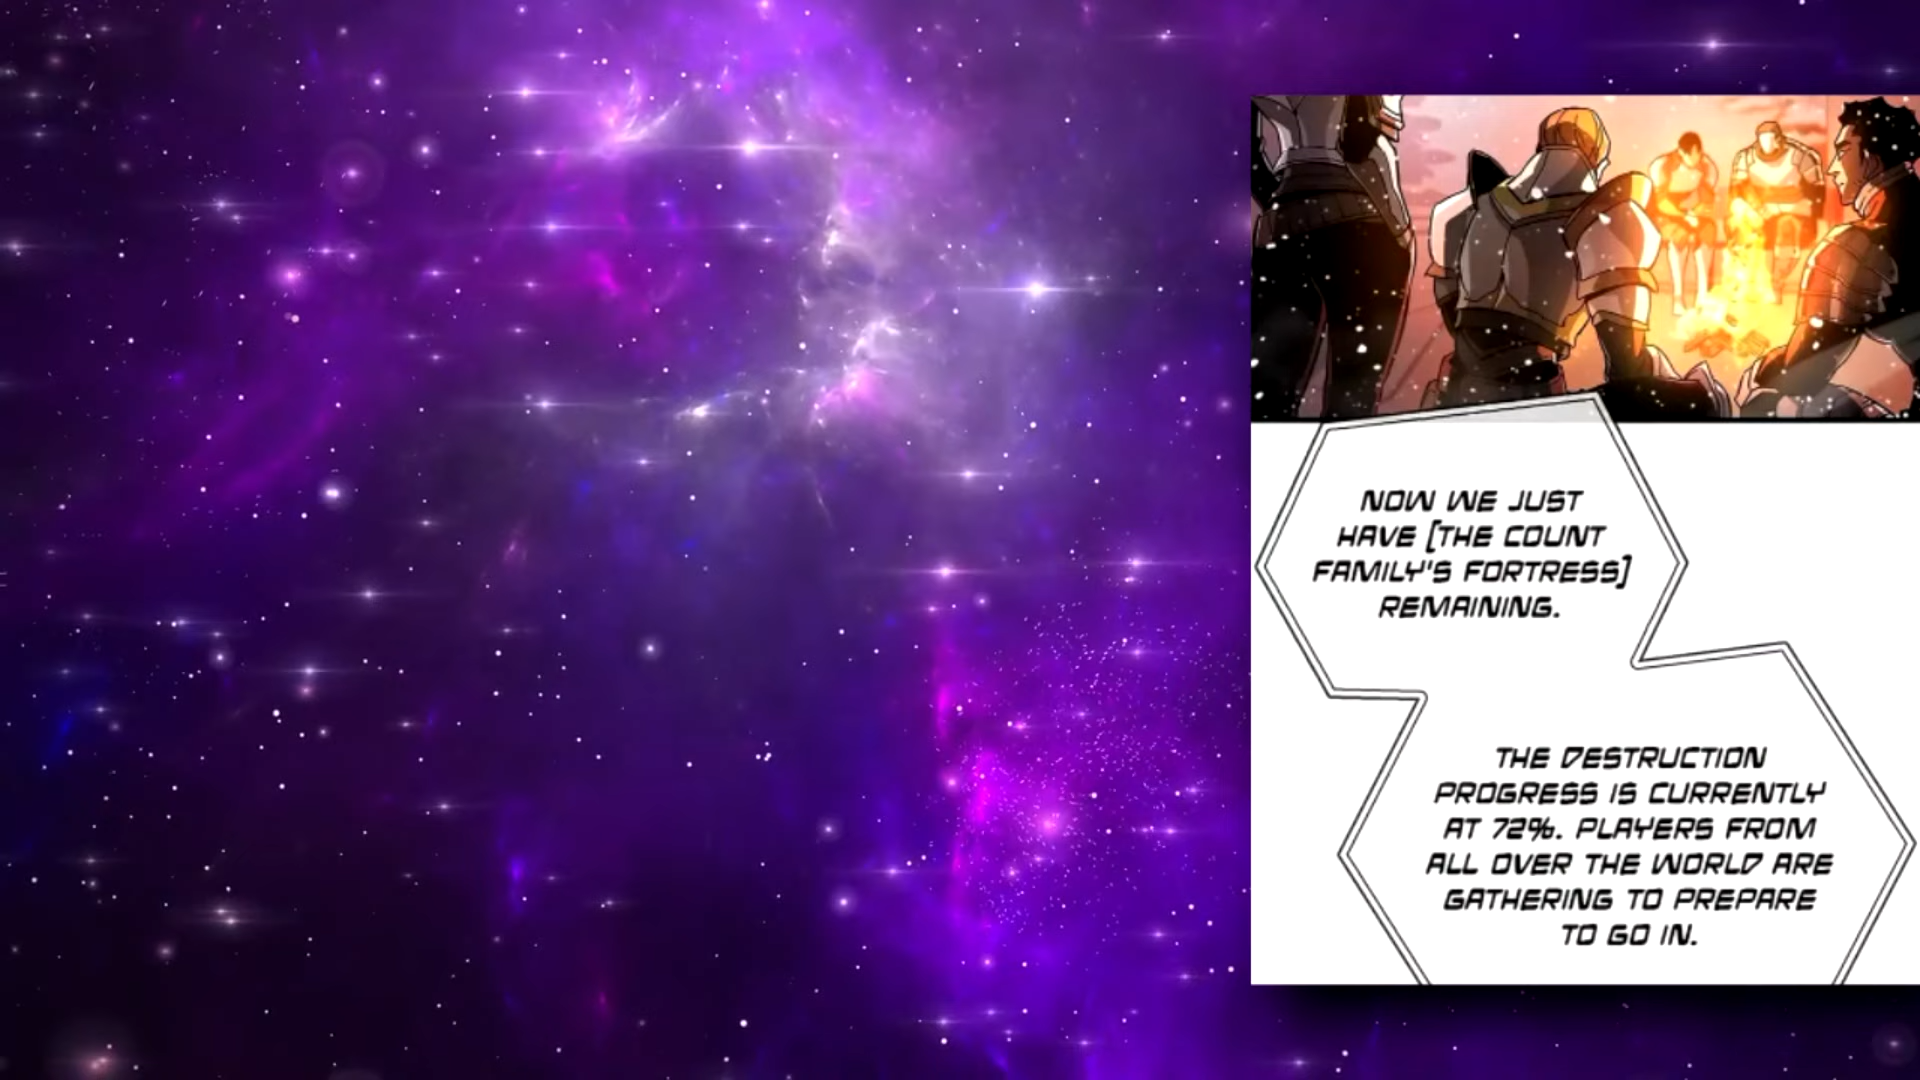 NOW WE JUST
HAVE [THE COUNT
FAMILY'S FORTRESS]
REMAINING.
THE DESTRUCTION
PROGRESS IS CURRENTLY
AT 72%. PLAYERS FROM
ALL OVER THE WORLD ARE
GATHERING TO PREPARE
TO GO IN.